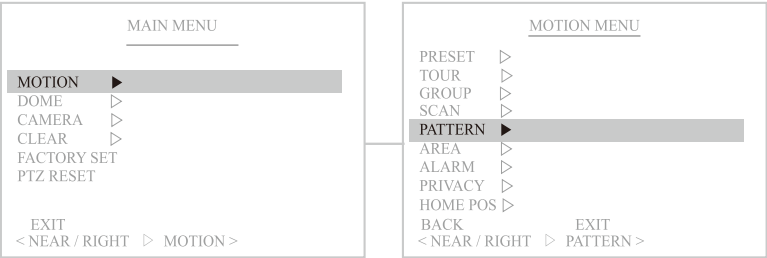 MAIN MENU
MOTION ▶
DOME ▷
CAMERA ▷
CLEAR ▷
FACTORY SET
PTZ RESET
EXIT
< NEAR / RIGHT ▷ MOTION >
MOTION MENU
PRESET ▷
TOUR ▷
GROUP ▷
SCAN ▷
PATTERN ▶
AREA ▷
ALARM ▷
PRIVACY ▷
HOME POS ▷
BACK EXIT
< NEAR / RIGHT ▷ PATTERN >